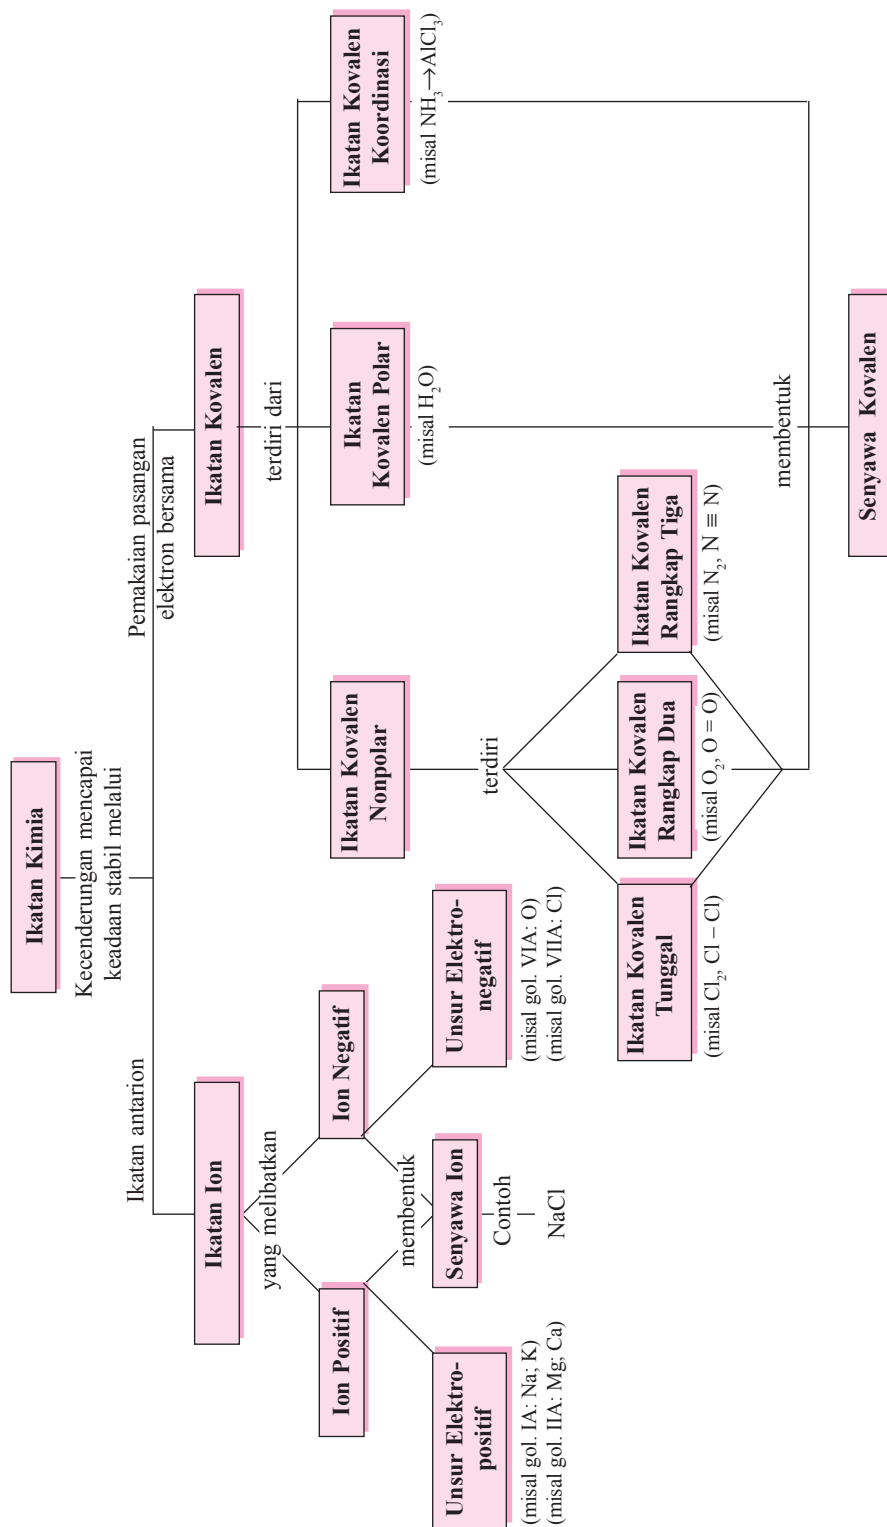 Ikatan Kimia
Kecenderungan mencapai
keadaan stabil melalui
Ikatan antarion
Pemakaian pasangan
elektron bersama
Ikatan Ion
Ikatan Kovalen
yang melibatkan
terdiri dari
Ion Positif
Ion Negatif
Ikatan Kovalen
Nonpolar
Ikatan
Kovalen Polar
(misal H₂O)
Ikatan Kovalen
Koordinasi
(misal NH₃→AlCl₃)
membentuk
Unsur Elektro-
positif
(misal gol. IA: Na; K)
(misal gol. IIA: Mg; Ca)
Senyawa Ion
Contoh
NaCl
Unsur Elektro-
negatif
(misal gol. VIA: O)
(misal gol. VIIA: Cl)
terdiri
Ikatan Kovalen
Tunggal
(misal Cl₂, Cl – Cl)
Ikatan Kovalen
Rangkap Dua
(misal O₂, O = O)
Ikatan Kovalen
Rangkap Tiga
(misal N₂, N ≡ N)
membentuk
Senyawa Kovalen